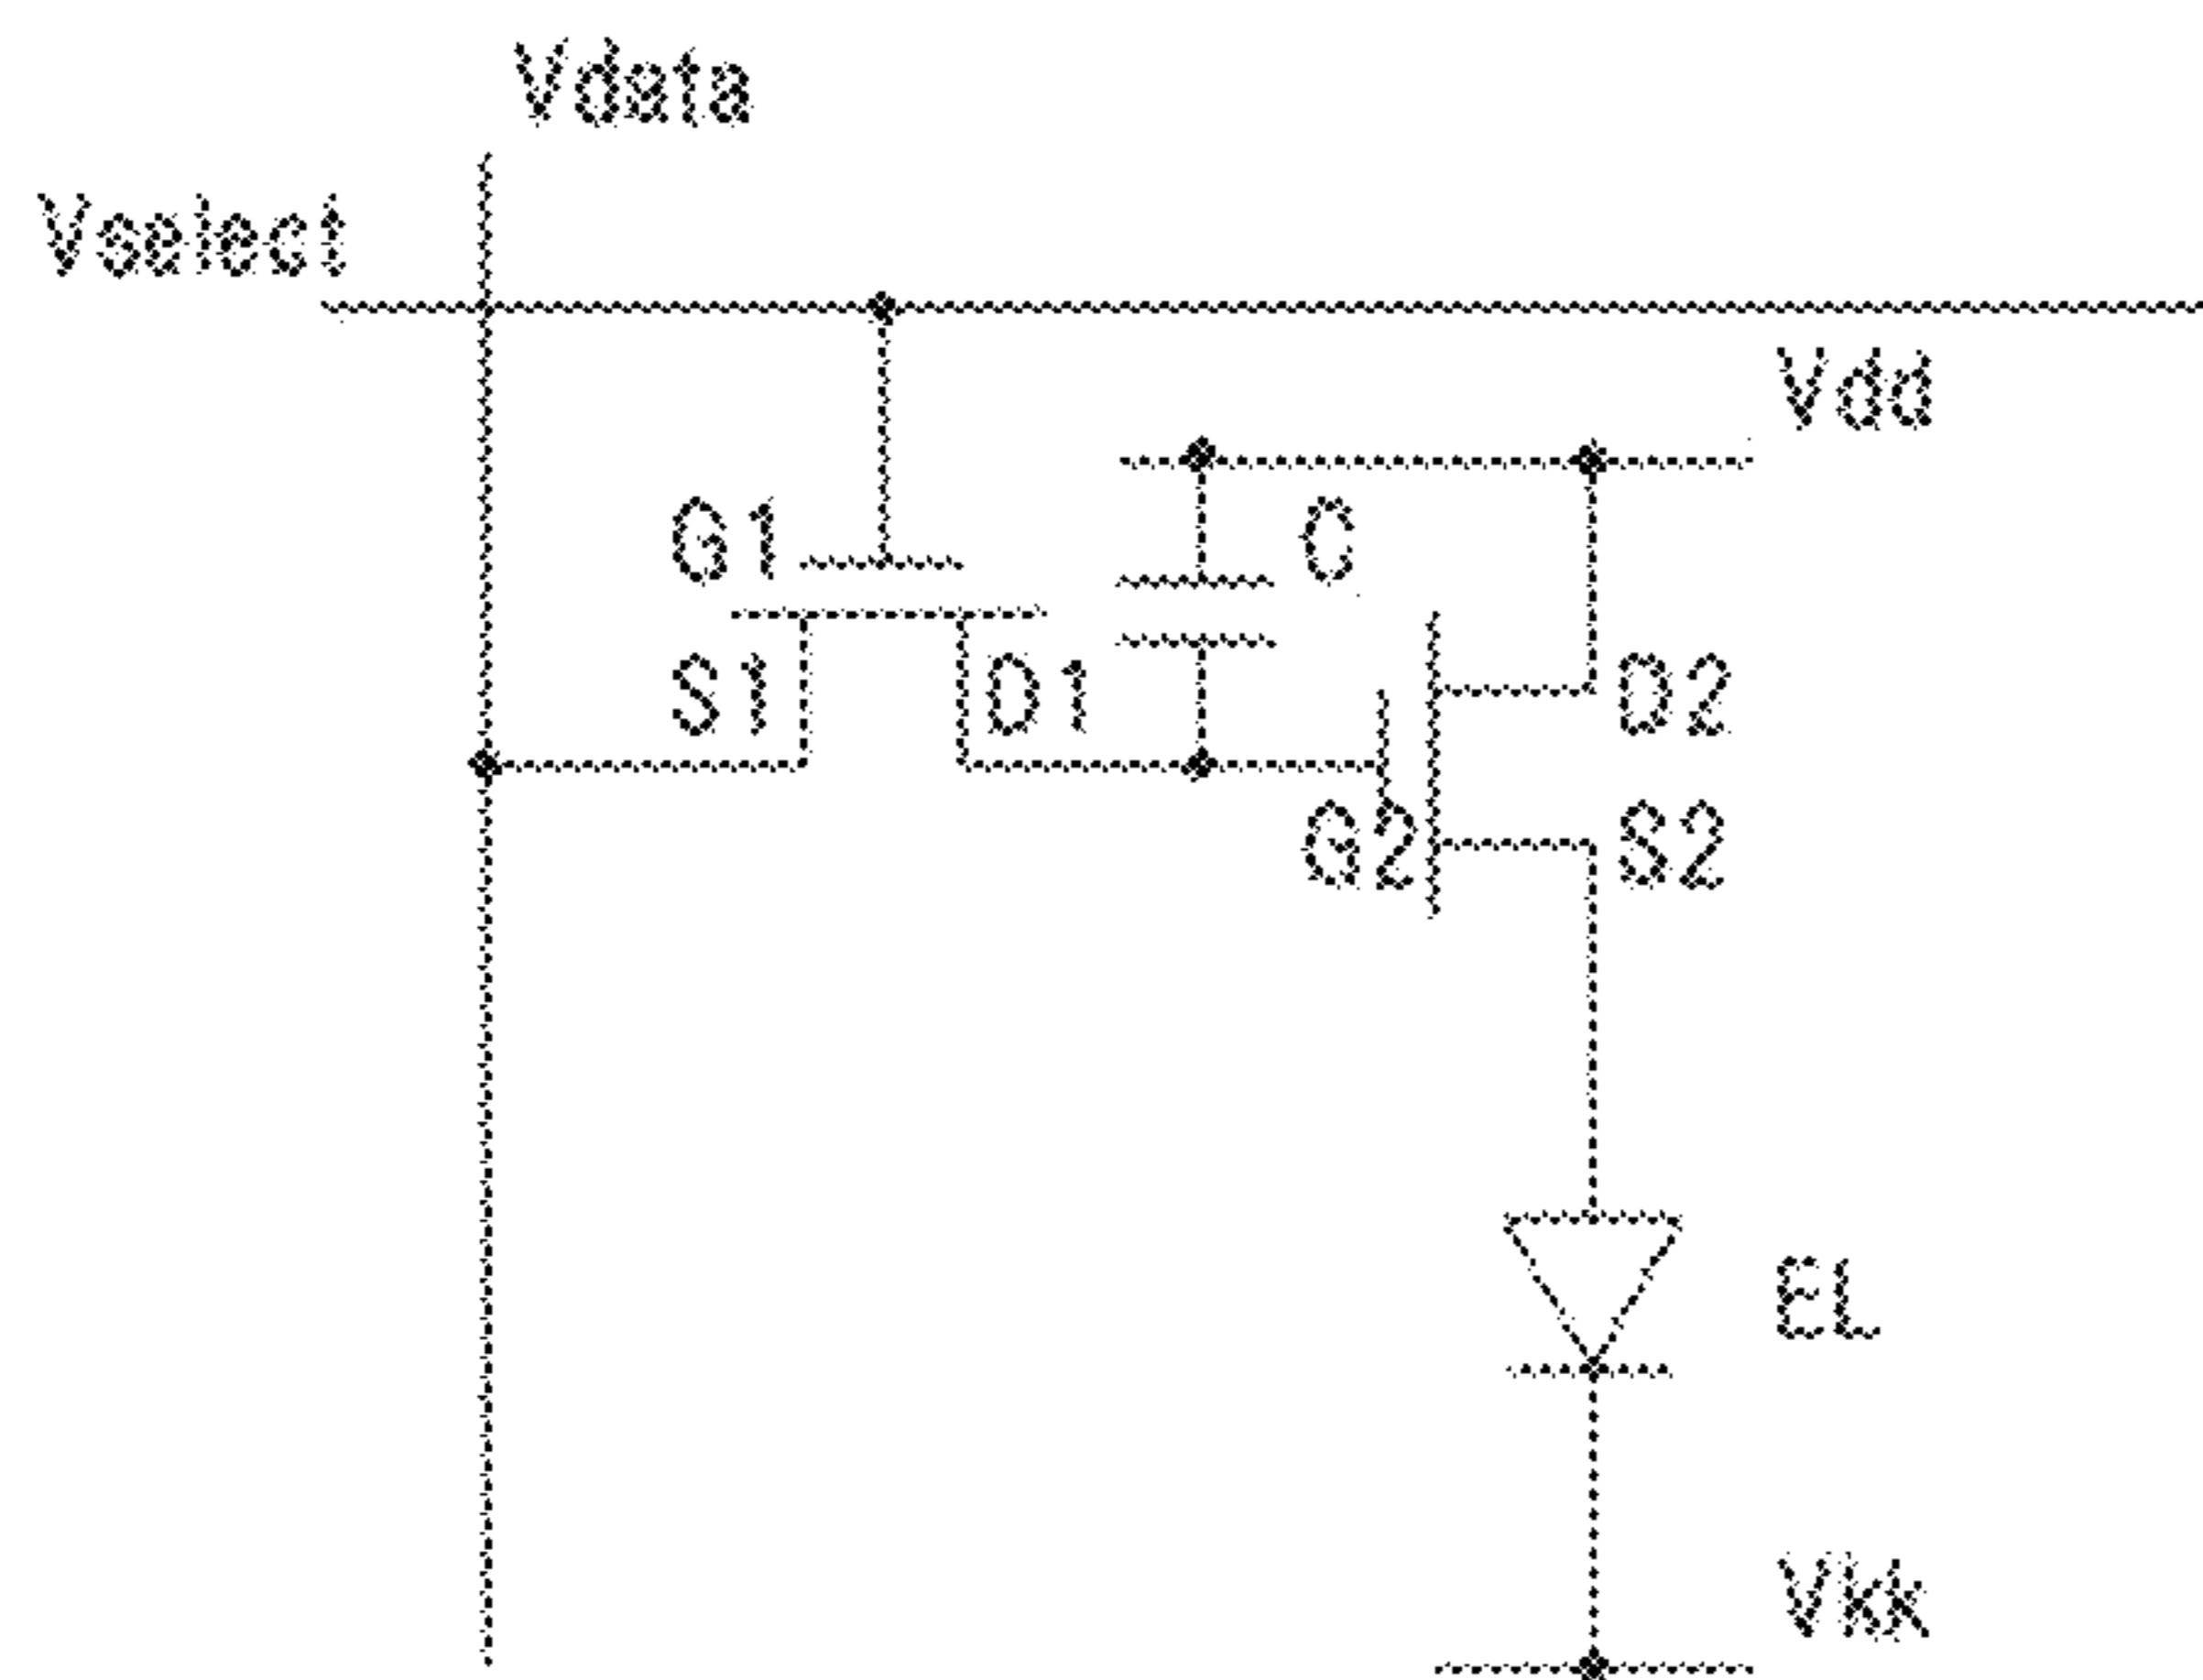 Vdata
Vselect
Vdd
G1
C
S1
D1
D2
G2
S2
EL
Vkk